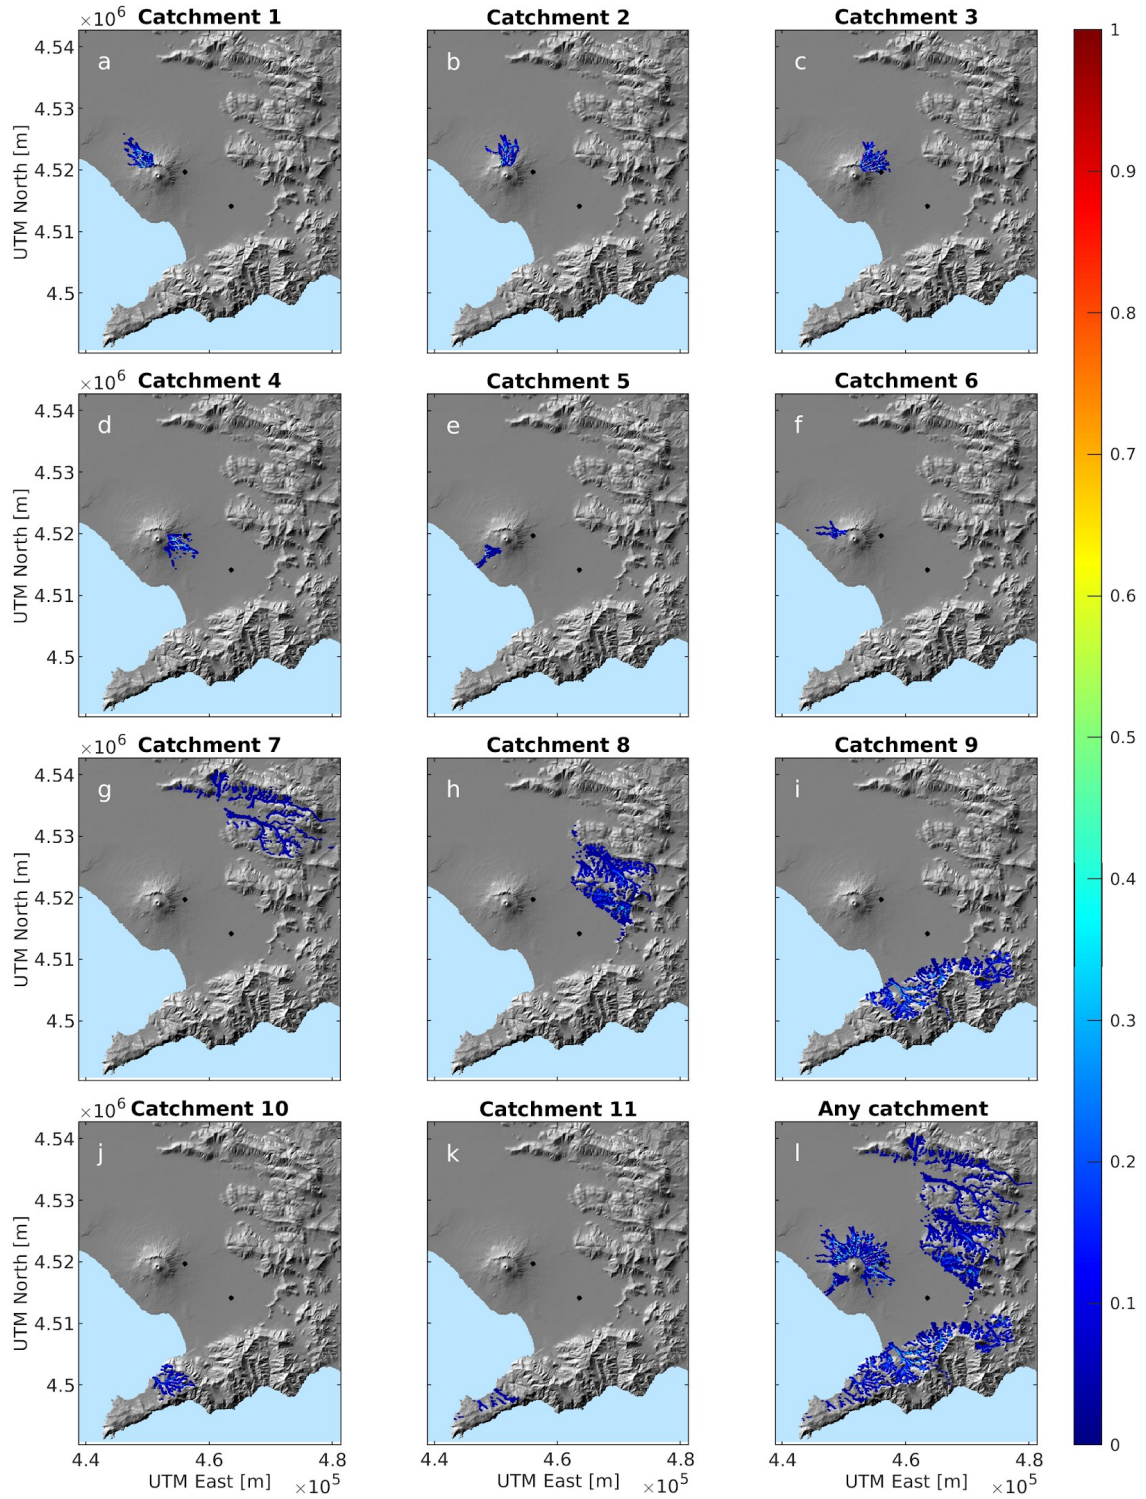 ×10⁶ Catchment 1 Catchment 2 Catchment 3
a b c
4.54
4.53
4.52
4.51
4.5
UTM North [m]
×10⁶ Catchment 4 Catchment 5 Catchment 6
d e f
4.54
4.53
4.52
4.51
4.5
UTM North [m]
×10⁶ Catchment 7 Catchment 8 Catchment 9
g h i
4.54
4.53
4.52
4.51
4.5
UTM North [m]
×10⁶ Catchment 10 Catchment 11 Any catchment
j k l
4.54
4.53
4.52
4.51
4.5
UTM North [m]
4.4 4.6 4.8 4.4 4.6 4.8 4.4 4.6 4.8
UTM East [m] ×10⁵ UTM East [m] ×10⁵ UTM East [m] ×10⁵
1
0.9
0.8
0.7
0.6
0.5
0.4
0.3
0.2
0.1
0